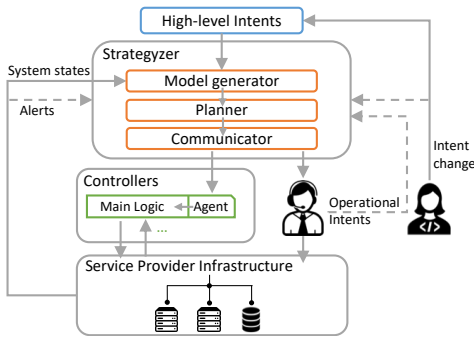 High-level Intents
Strategyzer
System states
Model generator
Alerts
Planner
Communicator
Intent
change
Controllers
Main Logic
Agent
...
Operational
Intents
Service Provider Infrastructure